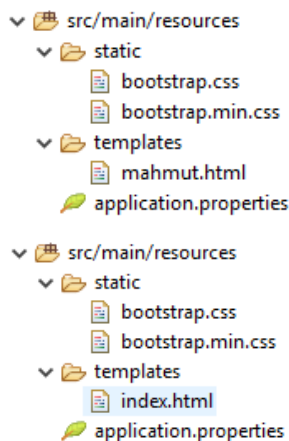 src/main/resources
static
bootstrap.css
bootstrap.min.css
templates
mahmut.html
application.properties
src/main/resources
static
bootstrap.css
bootstrap.min.css
templates
index.html
application.properties